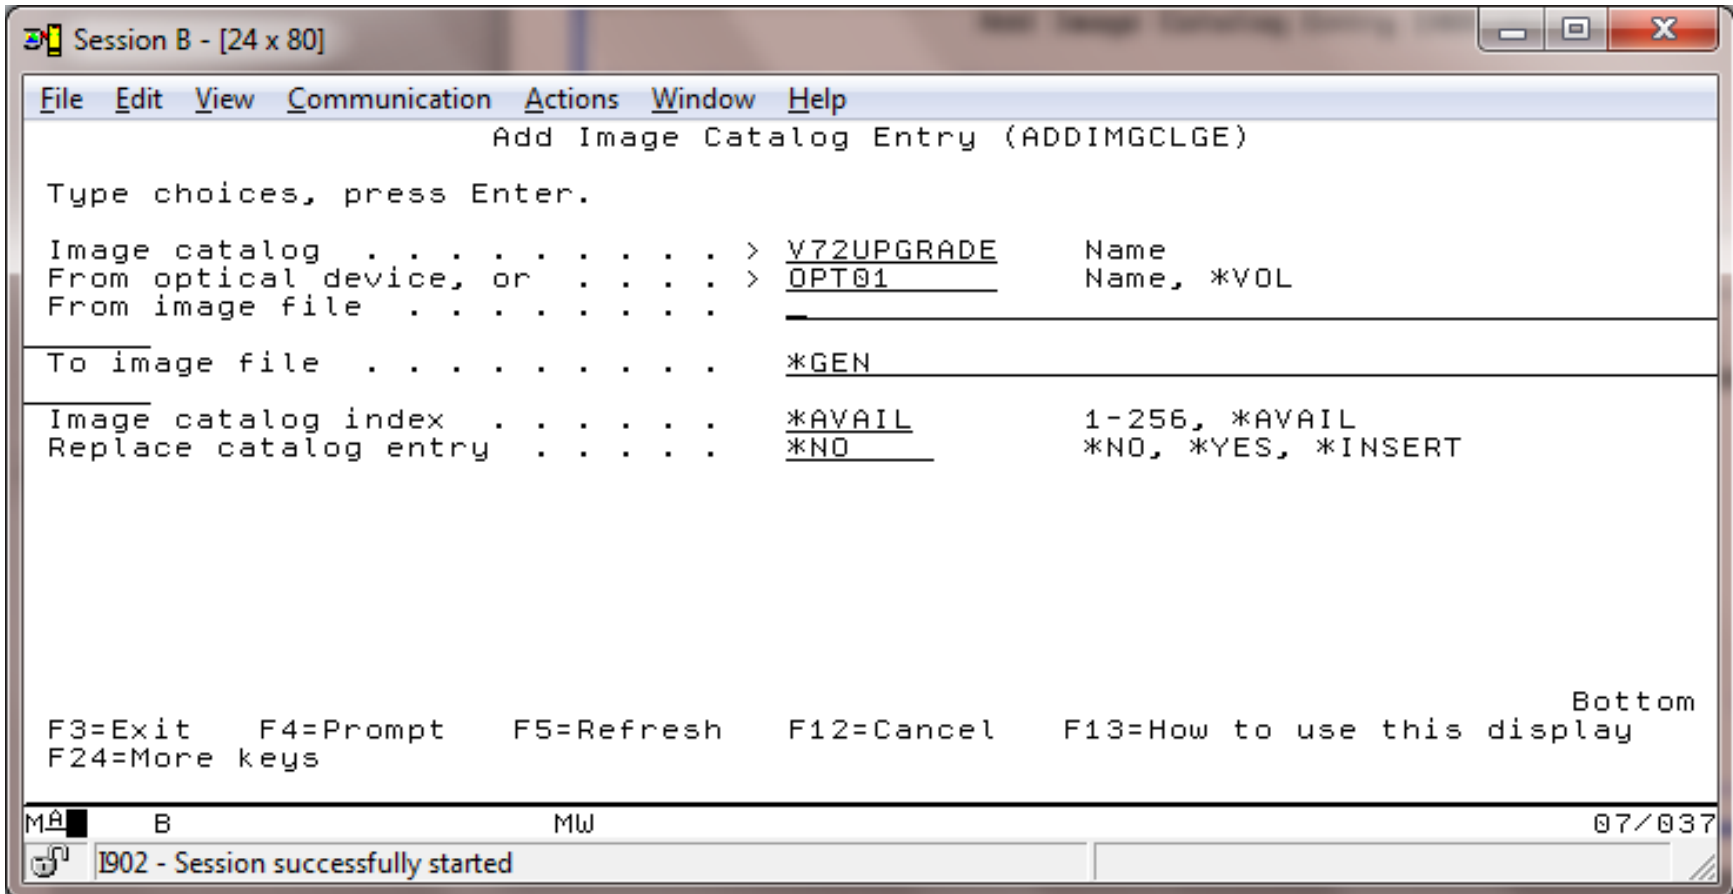 Session B - [24 x 80]
File Edit View Communication Actions Window Help
Add Image Catalog Entry (ADDIMGCLGE)
Type choices, press Enter.
Image catalog . . . . . . . . . > V72UPGRADE Name
From optical device, or . . . . > OPT01 Name, *VOL
From image file . . . . . . . .
To image file . . . . . . . . . *GEN
Image catalog index . . . . . . *AVAIL 1-256, *AVAIL
Replace catalog entry . . . . . *NO *NO, *YES, *INSERT
Bottom
F3=Exit F4=Prompt F5=Refresh F12=Cancel F13=How to use this display
F24=More keys
MA B MW 07/037
I902 - Session successfully started